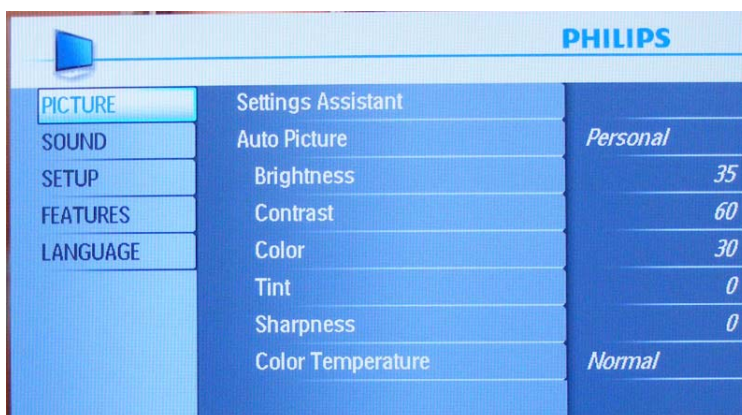 PHILIPS
PICTURE Settings Assistant
SOUND Auto Picture Personal
SETUP Brightness 35
FEATURES Contrast 60
LANGUAGE Color 30
Tint 0
Sharpness 0
Color Temperature Normal